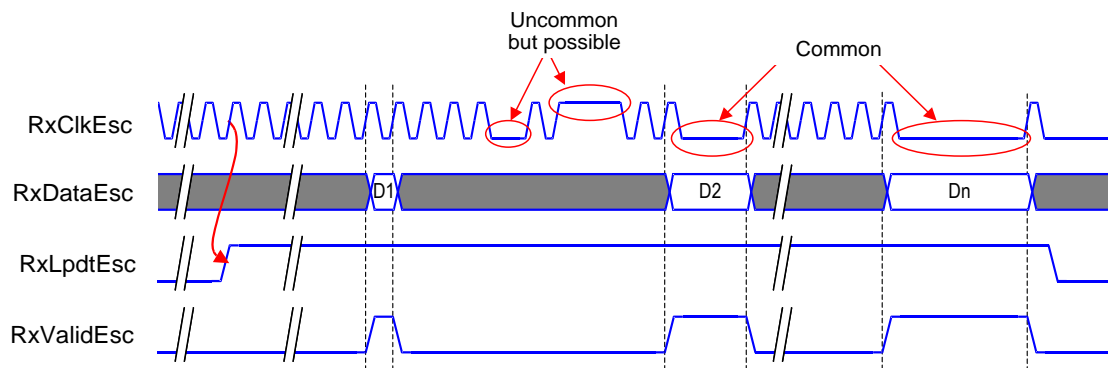 Uncommon
but possible
Common
RxClkEsc
RxDataEsc
D1
D2
Dn
RxLpdtEsc
RxValidEsc